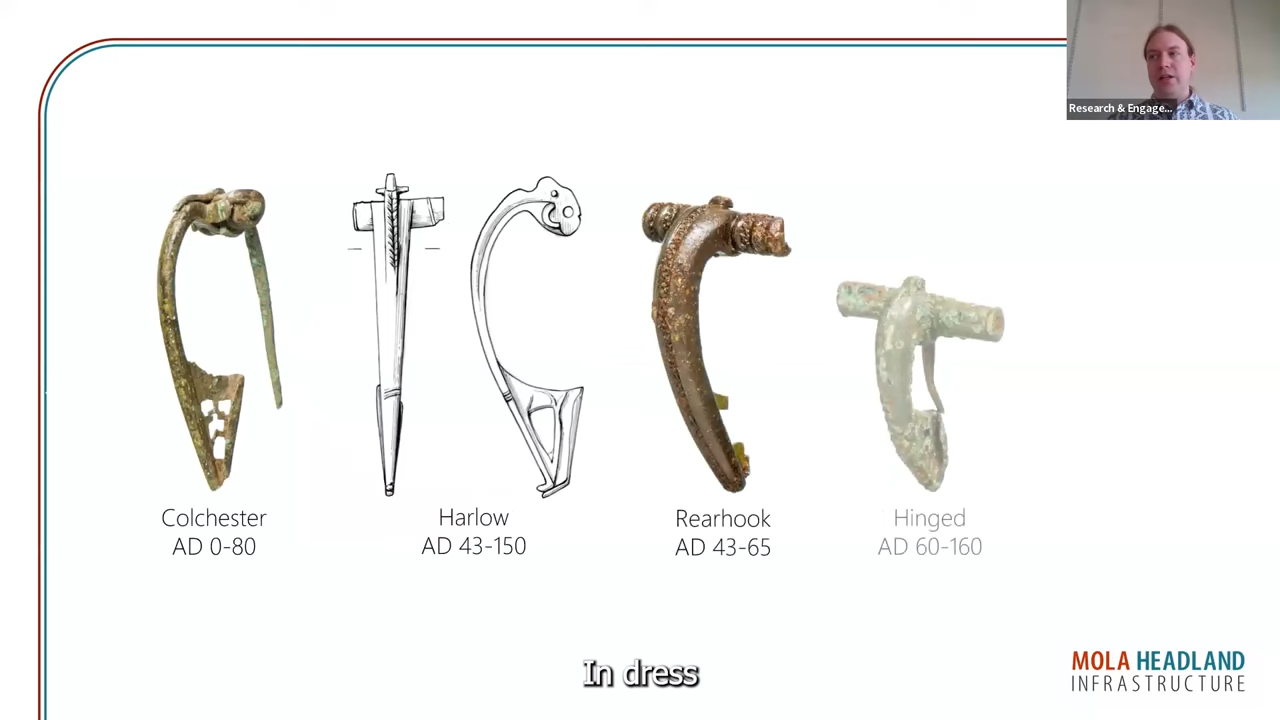 Research & Engage...
Colchester
AD 0-80
Harlow
AD 43-150
Rearhook
AD 43-65
Hinged
AD 60-160
In dress
MOLA HEADLAND
INFRASTRUCTURE